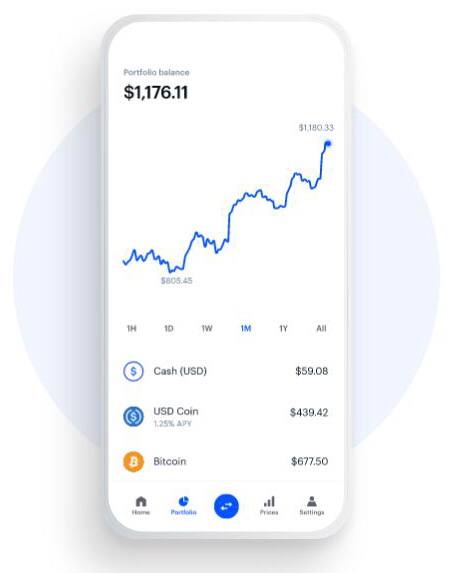 Portfolio balance
$1,176.11
$1,180.33
$805.45
1H 1D 1W 1M 1Y All
Cash (USD) $59.08
USD Coin $439.42
1.25% APY
Bitcoin $677.50
Home Portfolio Prices Settings